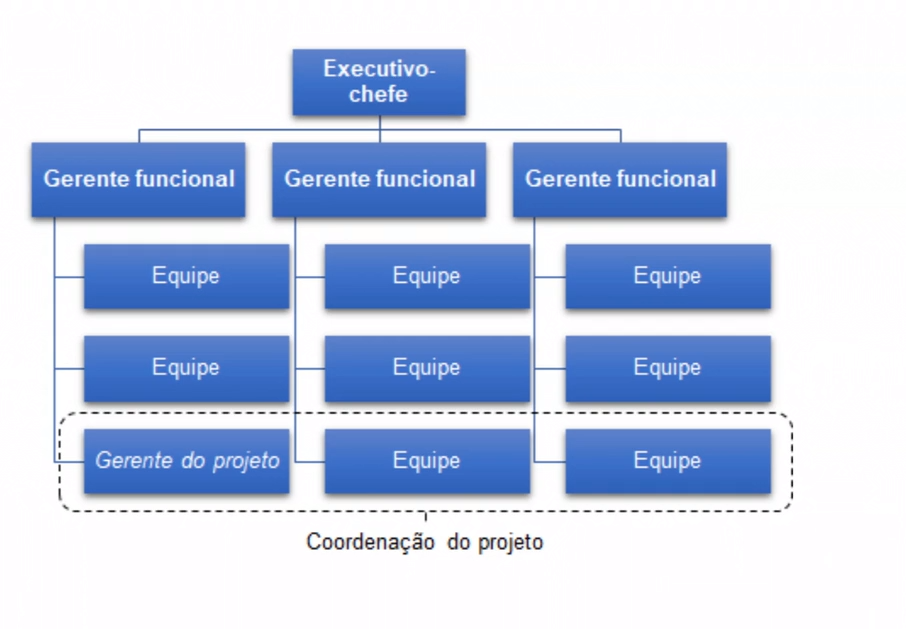 Executivo-
chefe
Gerente funcional
Gerente funcional
Gerente funcional
Equipe
Equipe
Equipe
Equipe
Equipe
Equipe
Gerente do projeto
Equipe
Equipe
Coordenação do projeto